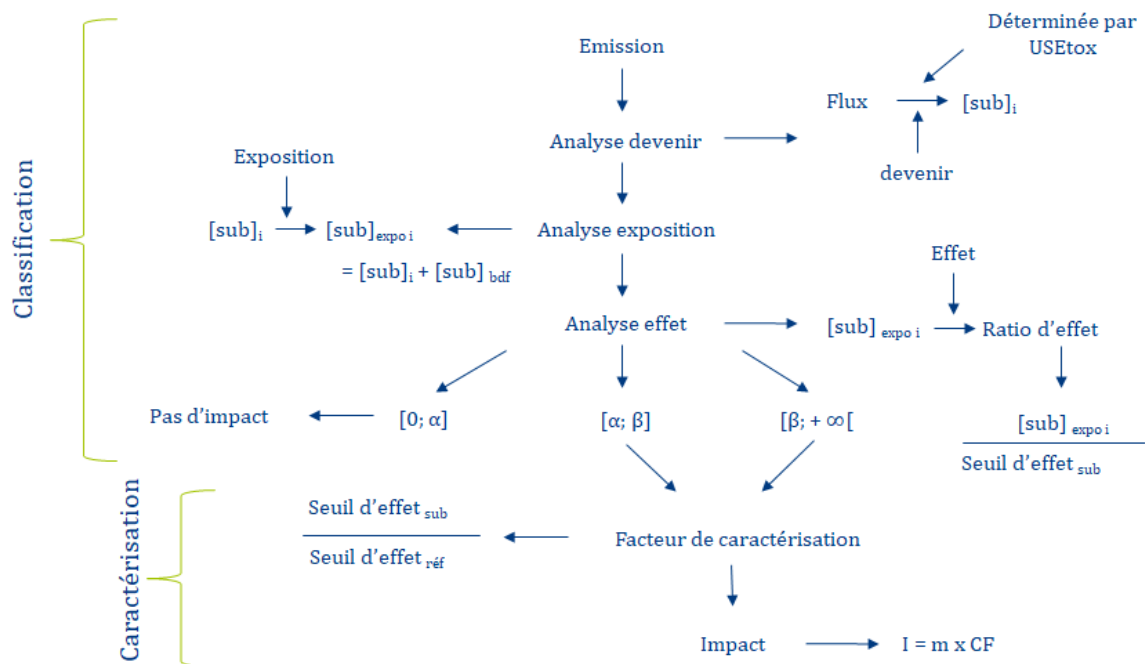 Déterminée par
USEtox
Emission
Flux
[sub]i
Analyse devenir
devenir
Exposition
[sub]i
[sub]expo i
Analyse exposition
= [sub]i + [sub] bdf
Effet
Analyse effet
[sub] expo i
Ratio d'effet
Pas d'impact
[0; α]
[α; β]
[β; + ∞[
[sub] expo i
Seuil d'effet sub
Classification
Seuil d'effet sub
Seuil d'effet réf
Facteur de caractérisation
Impact
I = m x CF
Caractérisation